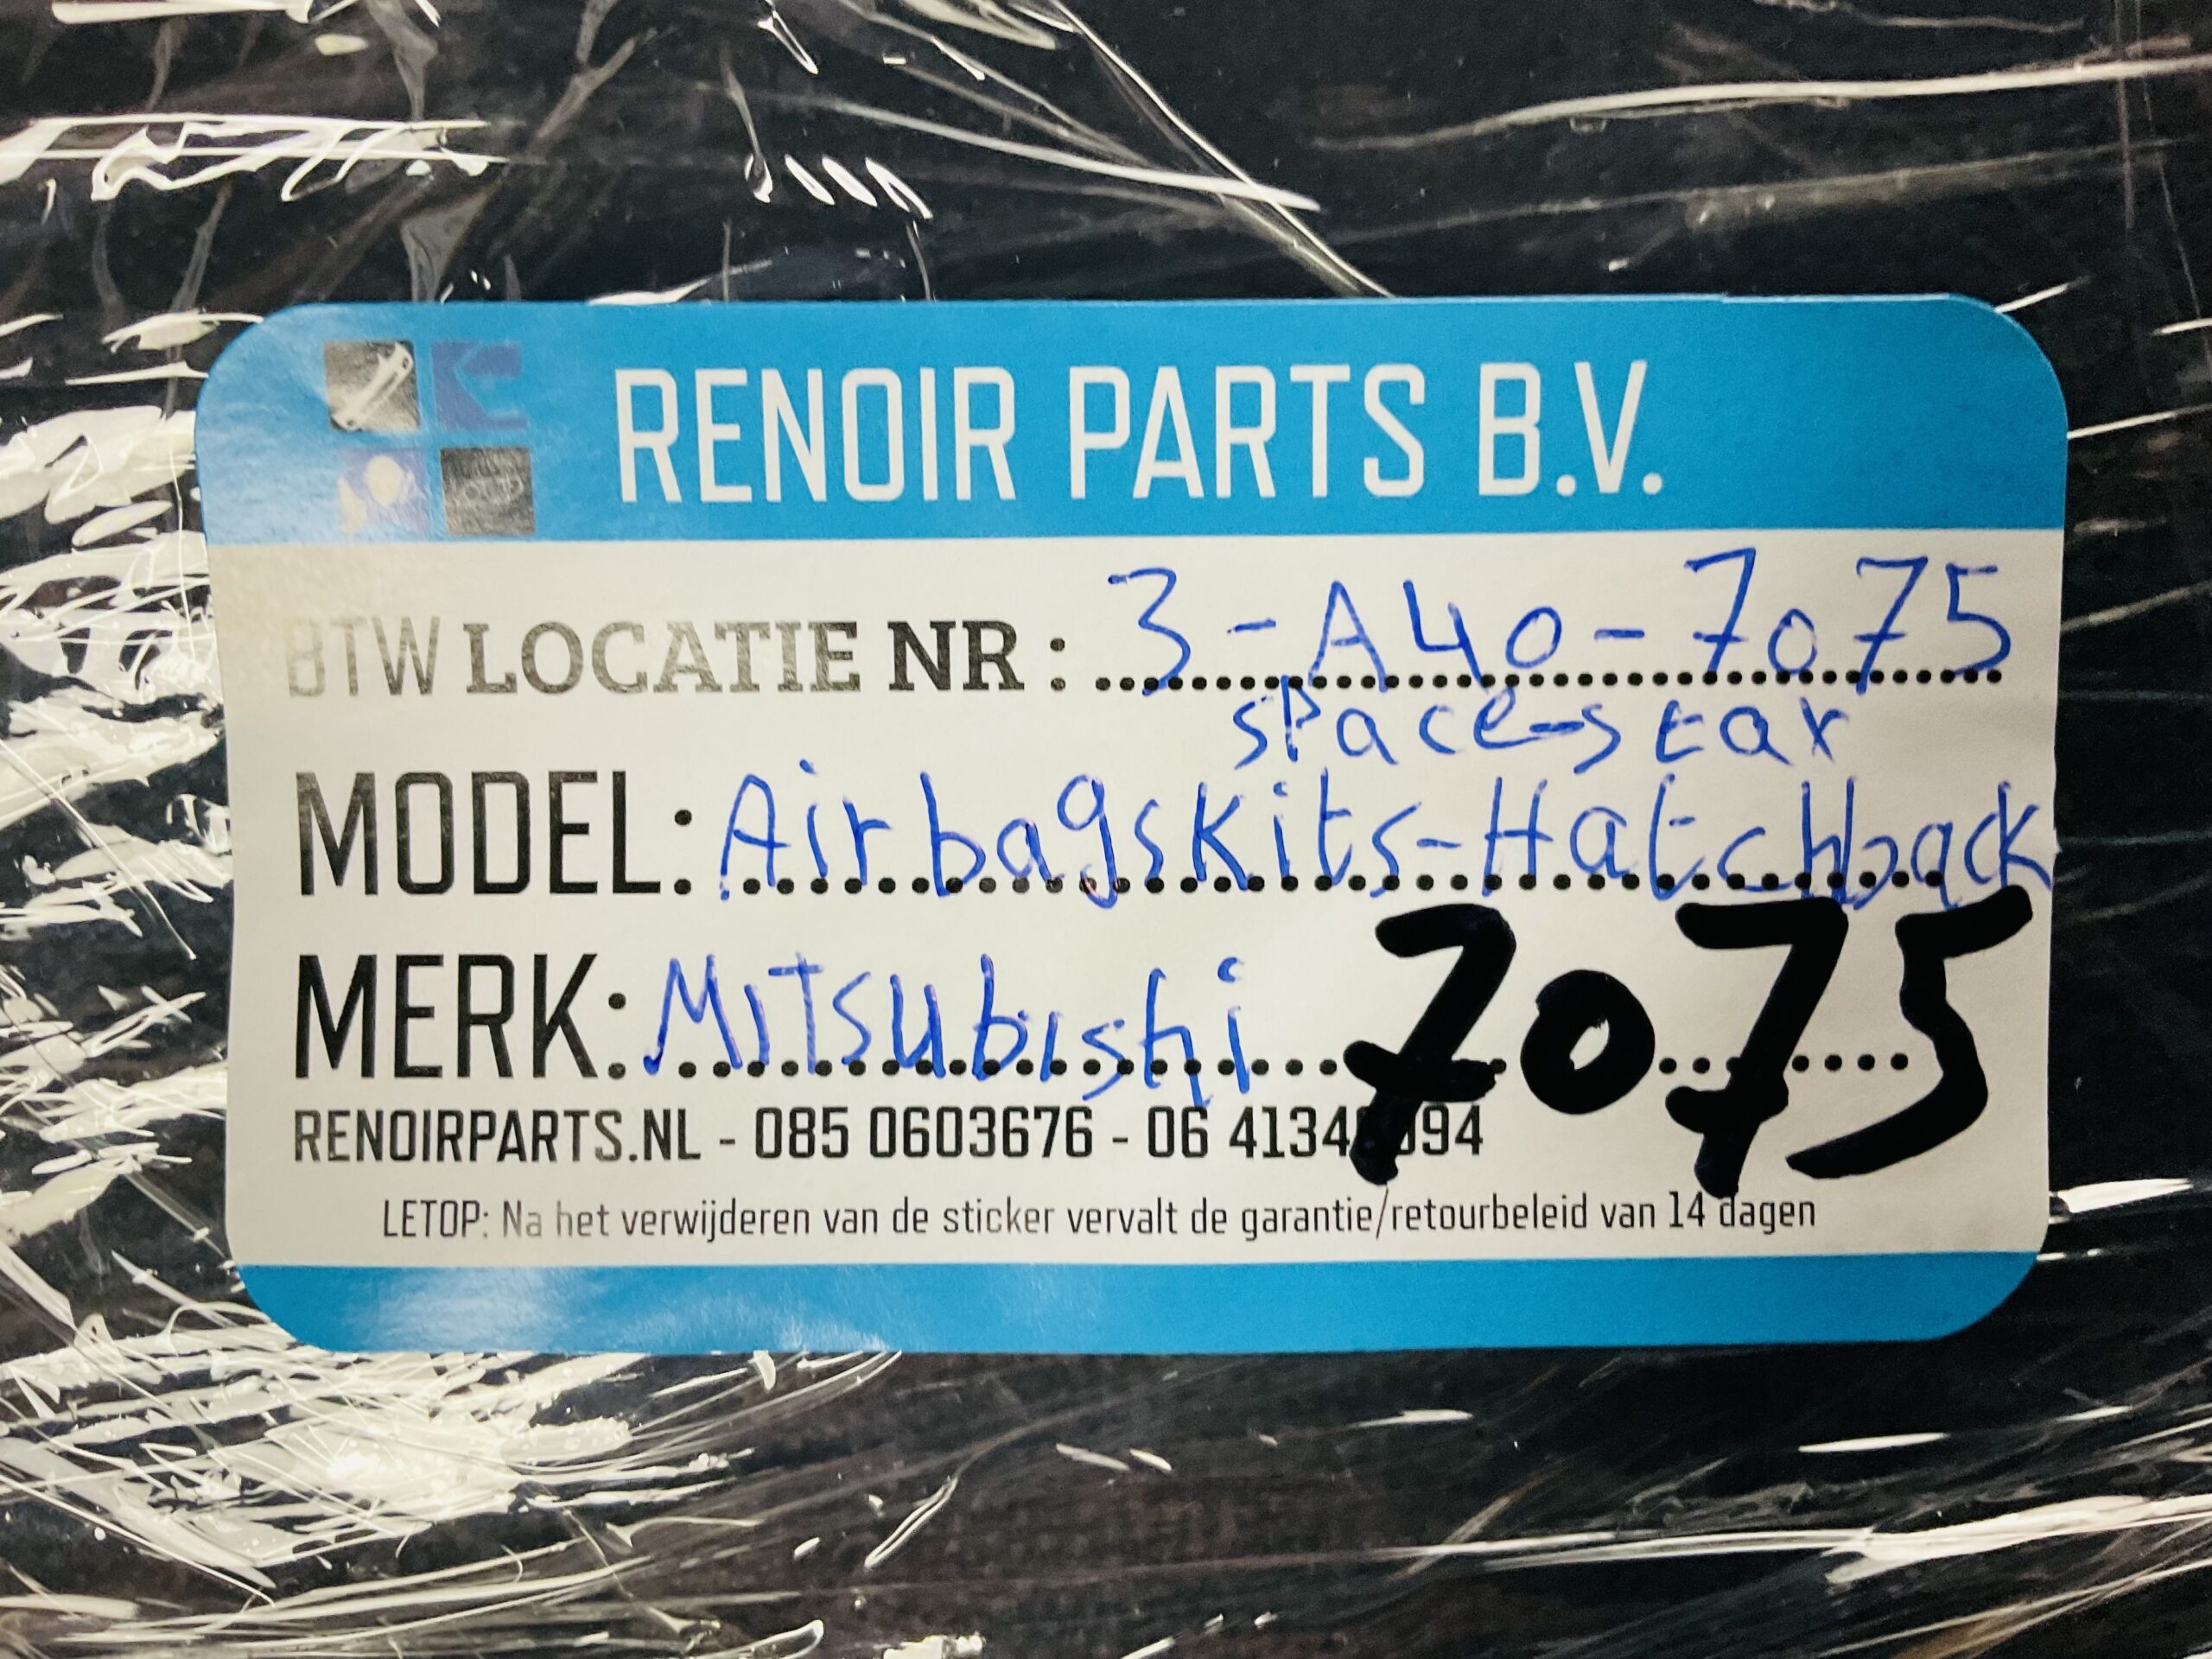 RENOIR PARTS B.V.
BTW LOCATIE NR : 3-A40-7075
space-star
MODEL: Airbagskits-Hatchback
MERK: MITSubishi 7075
RENOIRPARTS.NL - 085 0603676 - 06
LETOP: Na het verwijderen van de sticker vervalt de garantie/retourbeleid van 14 dagen